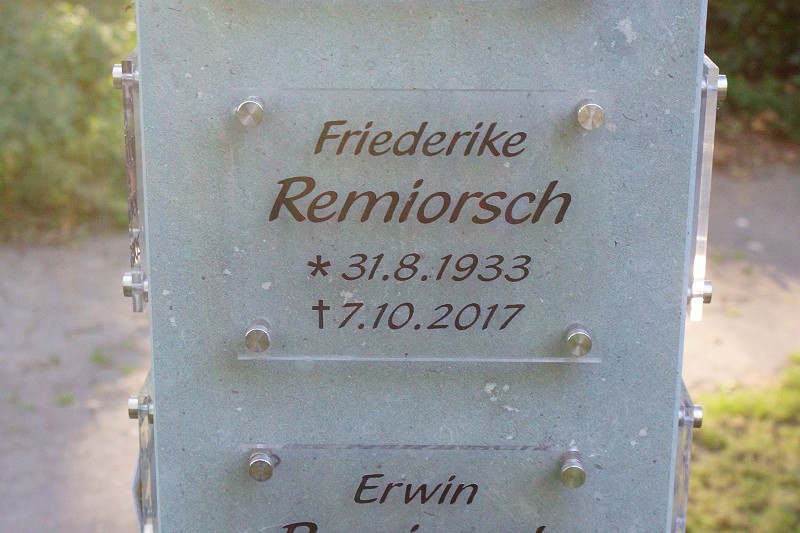 Friederike
Remiorsch
* 31.8.1933
† 7.10.2017
Erwin